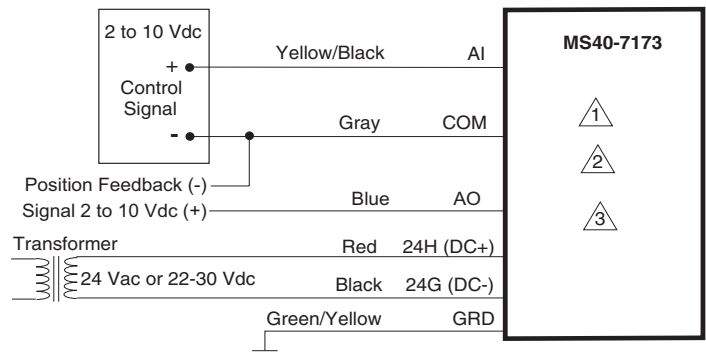 2 to 10 Vdc
MS40-7173
Yellow/Black AI
+
Control
Signal
1
-
Gray COM
2
Position Feedback (-)
Blue AO
Signal 2 to 10 Vdc (+)
3
Transformer
Red 24H (DC+)
24 Vac or 22-30 Vdc
Black 24G (DC-)
Green/Yellow GRD